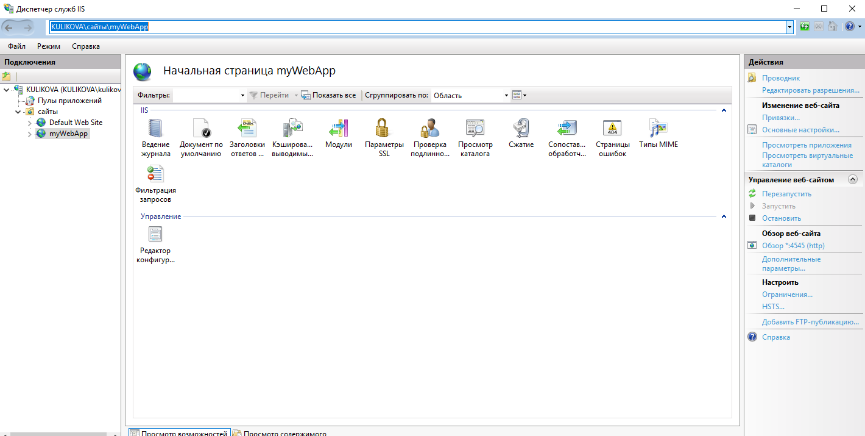 Диспетчер служб IIS
KULIKOVA\сайты\myWebApp
Файл Режим Справка
Подключения
KULIKOVA (KULIKOVA\kulikov
Пулы приложений
сайты
Default Web Site
myWebApp
Начальная страница myWebApp
Фильтры: Перейти Показать все Сгруппировать по: Область
IIS
Ведение журнала
Документ по умолчанию
Заголовки ответов ...
Кэширова... выводимы...
Модули
Параметры SSL
Проверка подлинно...
Просмотр каталога
Сжатие
Сопостав... обработч...
Страницы ошибок
Типы MIME
Фильтрация запросов
Управление
Редактор конфигур...
Просмотр возможностей Просмотр содержимого
Действия
Проводник
Редактировать разрешения...
Изменение веб-сайта
Привязки...
Основные настройки...
Просмотреть приложения
Просмотреть виртуальные
каталоги
Управление веб-сайтом
Перезапустить
Запустить
Остановить
Обзор веб-сайта
Обзор *:4545 (http)
Дополнительные
параметры...
Настроить
Ограничения...
HSTS...
Добавить FTP-публикацию...
Справка